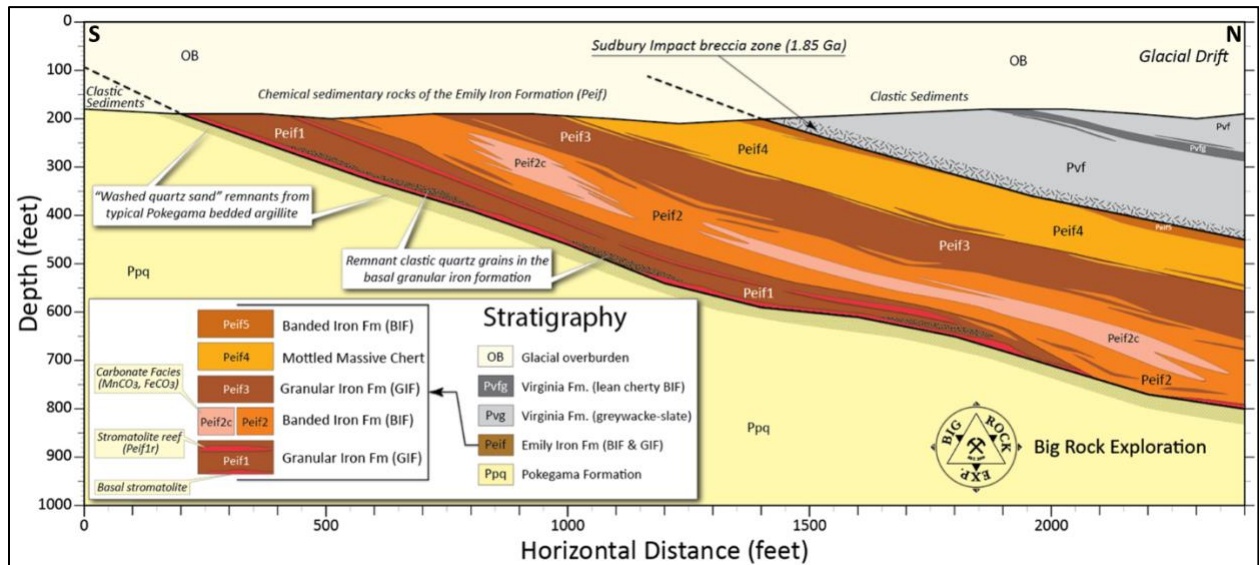 S
N
OB
Sudbury Impact breccia zone (1.85 Ga)
OB
Glacial Drift
Clastic
Sediments
Chemical sedimentary rocks of the Emily Iron Formation (Peif)
Clastic Sediments
Peif1
Peif3
Peif4
Pvf
Pvfg
Pvf
Peif2c
Peif2
Peif3
Peif4
Peif5
"Washed quartz sand" remnants from
typical Pokegama bedded argillite
Remnant clastic quartz grains in the
basal granular iron formation
Ppq
Peif1
Peif2c
Peif2
Ppq
Stratigraphy
Peif5 Banded Iron Fm (BIF)
Peif4 Mottled Massive Chert
Peif3 Granular Iron Fm (GIF)
Carbonate Facies
(MnCO3, FeCO3)
Peif2c Peif2 Banded Iron Fm (BIF)
Stromatolite reef
(Peif1r)
Peif1 Granular Iron Fm (GIF)
Basal stromatolite
OB Glacial overburden
Pvfg Virginia Fm. (lean cherty BIF)
Pvg Virginia Fm. (greywacke-slate)
Peif Emily Iron Fm (BIF & GIF)
Ppq Pokegama Formation
BIG ROCK EXP.
Big Rock Exploration
Depth (feet)
0
100
200
300
400
500
600
700
800
900
1000
0 500 1000 1500 2000
Horizontal Distance (feet)